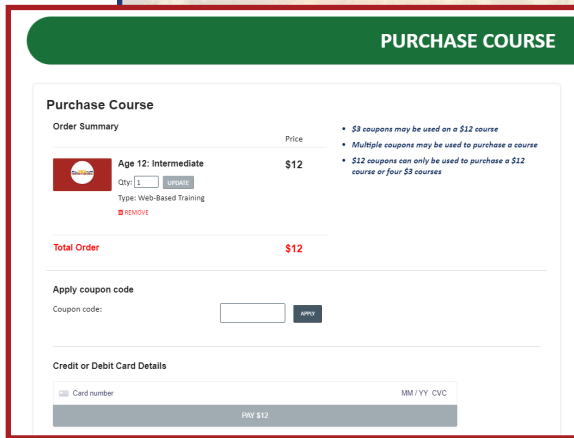 PURCHASE COURSE
Purchase Course
Order Summary
Price
Age 12: Intermediate
$12
Qty: 1 UPDATE
Type: Web-Based Training
REMOVE
Total Order
$12
• $3 coupons may be used on a $12 course
• Multiple coupons may be used to purchase a course
• $12 coupons can only be used to purchase a $12
course or four $3 courses
Apply coupon code
Coupon code:
APPLY
Credit or Debit Card Details
Card number
MM / YY CVC
PAY $12